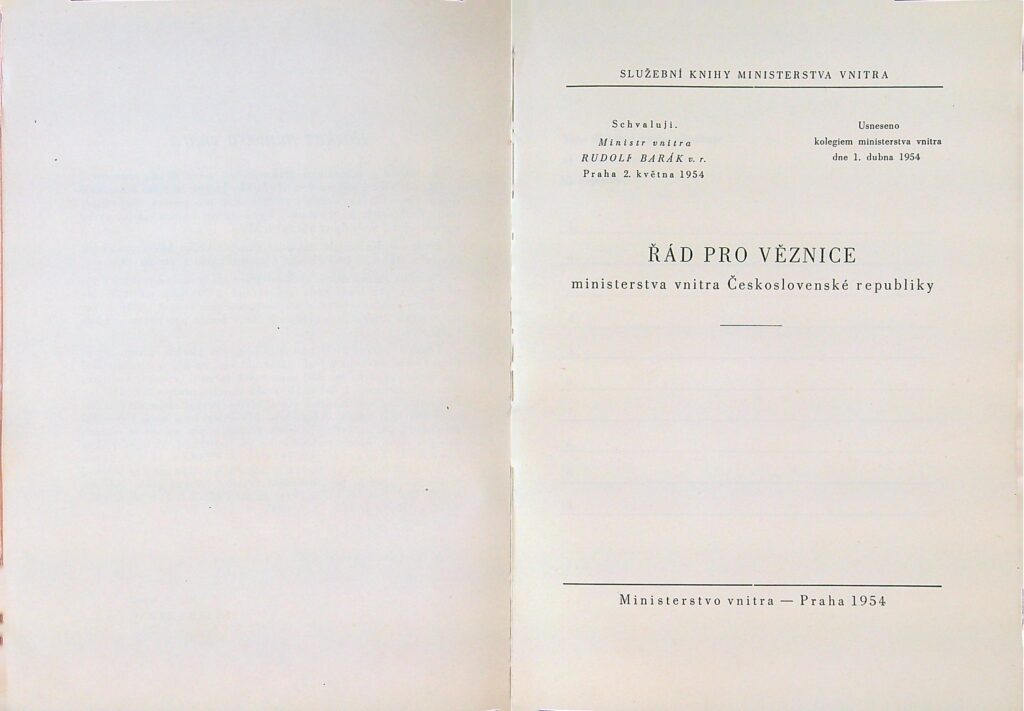 SLUŽEBNÍ KNIHY MINISTERSTVA VNITRA
Schvaluji.
Ministr vnitra
RUDOLF BARÁK v. r.
Praha 2. května 1954
Usneseno
kolegiem ministerstva vnitra
dne 1. dubna 1954
ŘÁD PRO VĚZNICE
ministerstva vnitra Československé republiky
Ministerstvo vnitra — Praha 1954